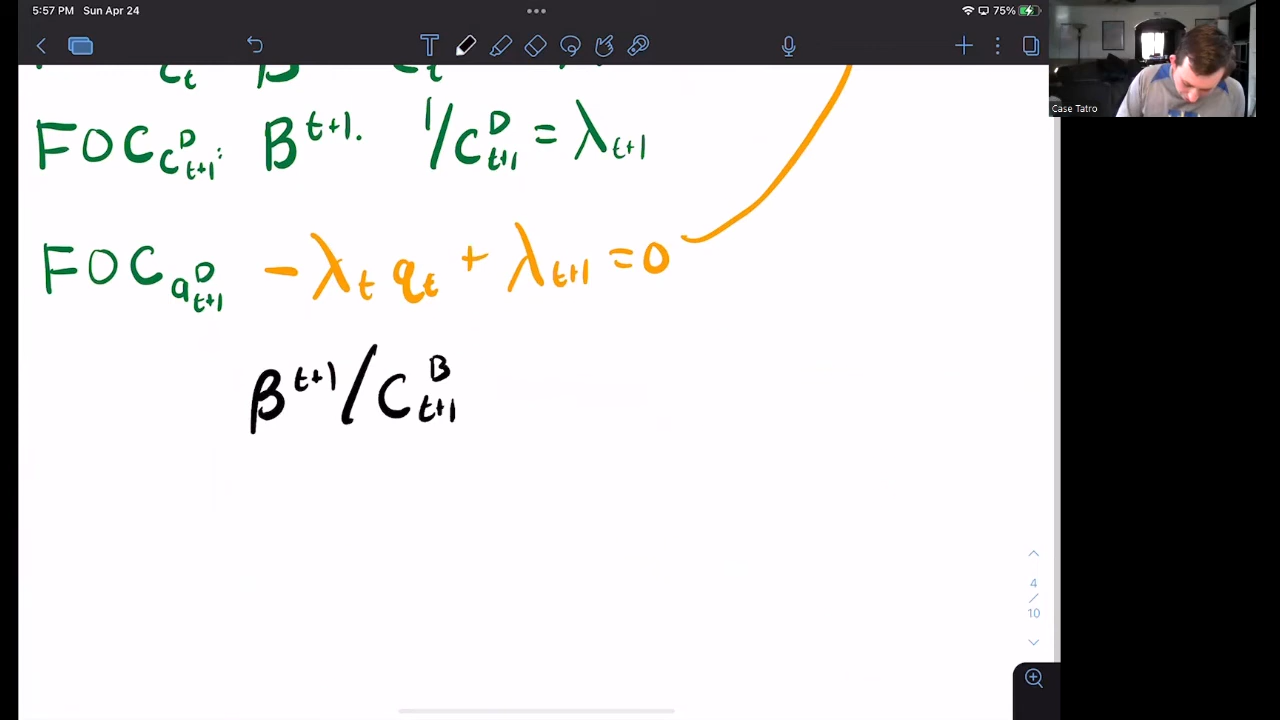 5:57 PM Sun Apr 24
75%
Case Tatro
FOC_{C^D_{t+1}}: β^{t+1} · 1/C^D_{t+1} = λ_{t+1}
FOC_{a^D_{t+1}} -λ_t q_t + λ_{t+1} = 0
β^{t+1}/C^B_{t+1}
4
/
10